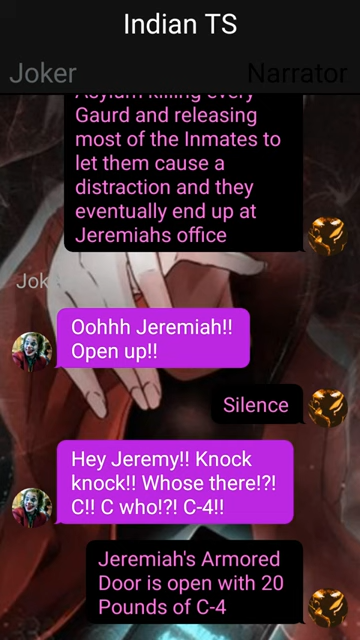 Indian TS
Joker
Narrator
Asylum killing every
Gaurd and releasing
most of the Inmates to
let them cause a
distraction and they
eventually end up at
Jeremiahs office
Jok
Oohhh Jeremiah!!
Open up!!
Silence
Hey Jeremy!! Knock
knock!! Whose there!?!
C!! C who!?! C-4!!
Jeremiah's Armored
Door is open with 20
Pounds of C-4